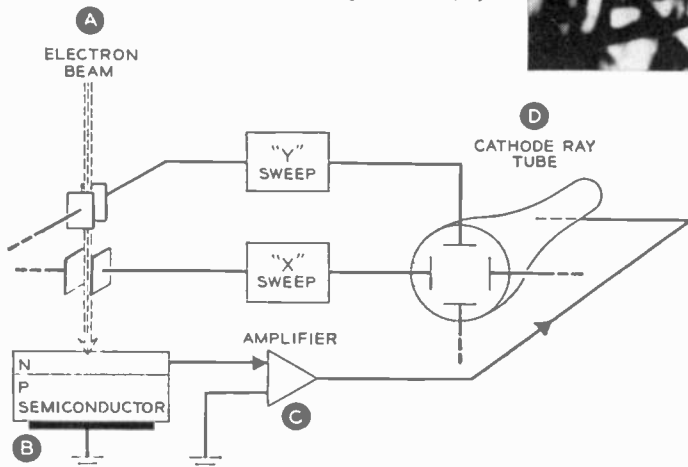 A
ELECTRON
BEAM
D
CATHODE RAY
TUBE
"Y"
SWEEP
"X"
SWEEP
AMPLIFIER
N
P
SEMICONDUCTOR
C
B